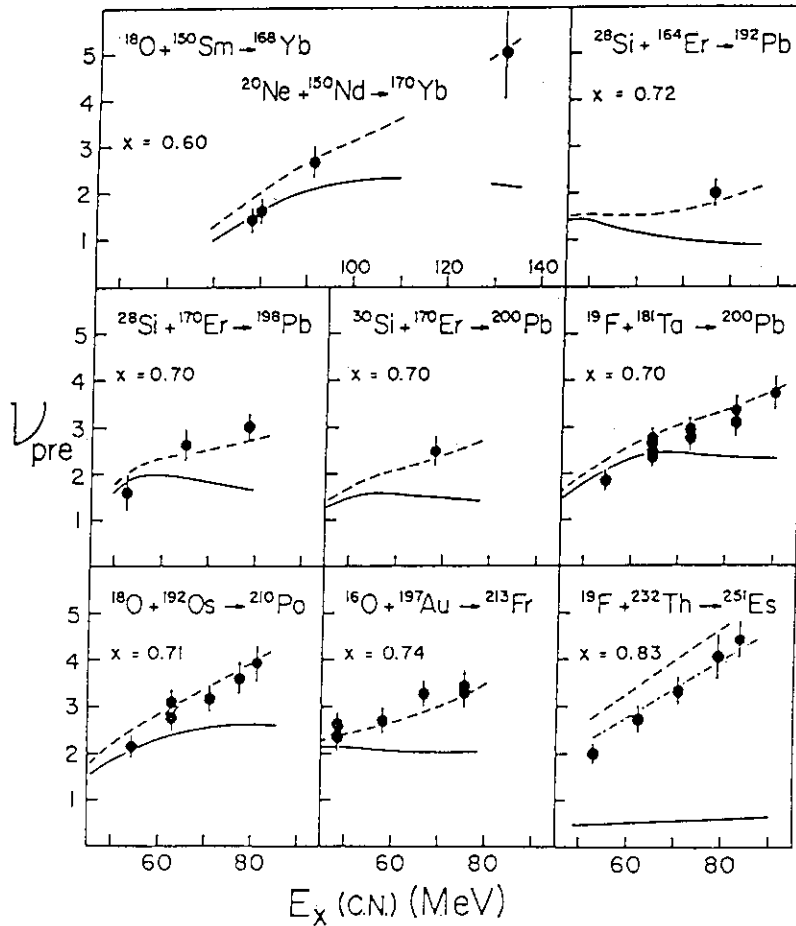 ¹⁸O + ¹⁵⁰Sm → ¹⁶⁸Yb
²⁰Ne + ¹⁵⁰Nd → ¹⁷⁰Yb
x = 0.60
5
4
3
2
1
100 120 140
²⁸Si + ¹⁶⁴Er → ¹⁹²Pb
x = 0.72
²⁸Si + ¹⁷⁰Er → ¹⁹⁸Pb
x = 0.70
5
4
3
2
1
³⁰Si + ¹⁷⁰Er → ²⁰⁰Pb
x = 0.70
¹⁹F + ¹⁸¹Ta → ²⁰⁰Pb
x = 0.70
ν pre
¹⁸O + ¹⁹²Os → ²¹⁰Po
x = 0.71
5
4
3
2
1
¹⁶O + ¹⁹⁷Au → ²¹³Fr
x = 0.74
¹⁹F + ²³²Th → ²⁵¹Es
x = 0.83
60 80 60 80 60 80
E_x (C.N.) (MeV)